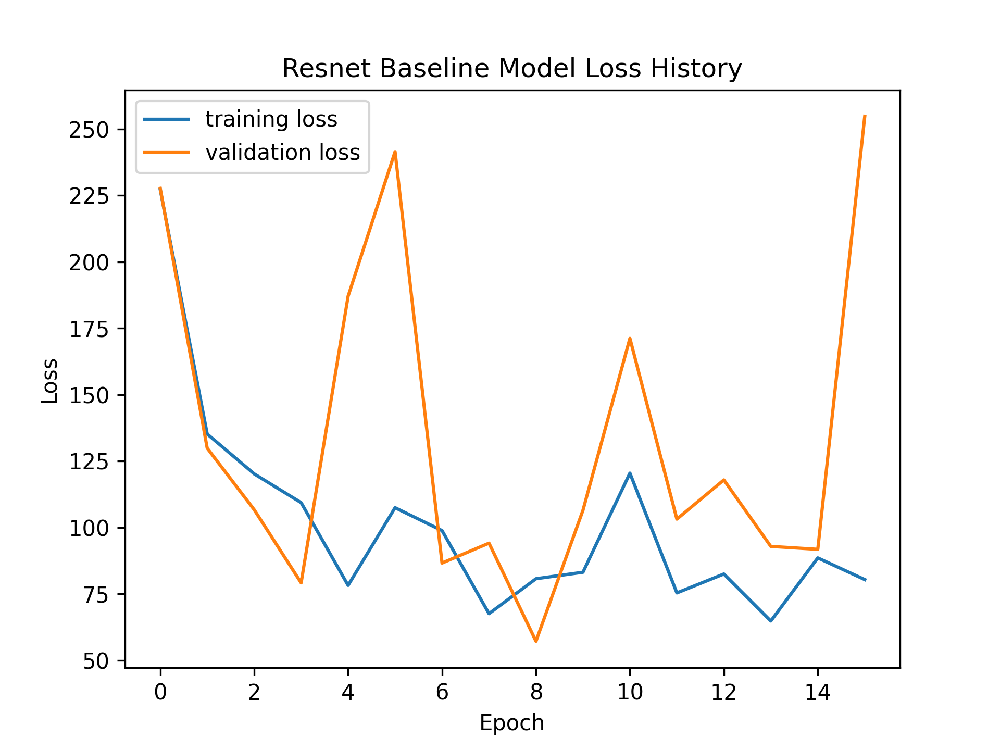 Resnet Baseline Model Loss History
training loss
validation loss
250
225
200
175
150
125
100
75
50
Loss
0 2 4 6 8 10 12 14
Epoch